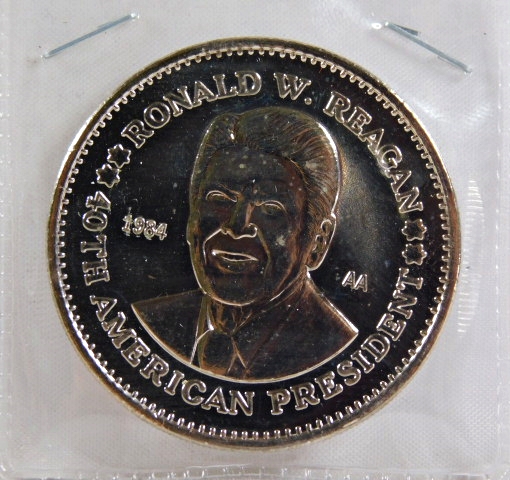 RONALD W. REAGAN
1984
AA
40TH AMERICAN PRESIDENT